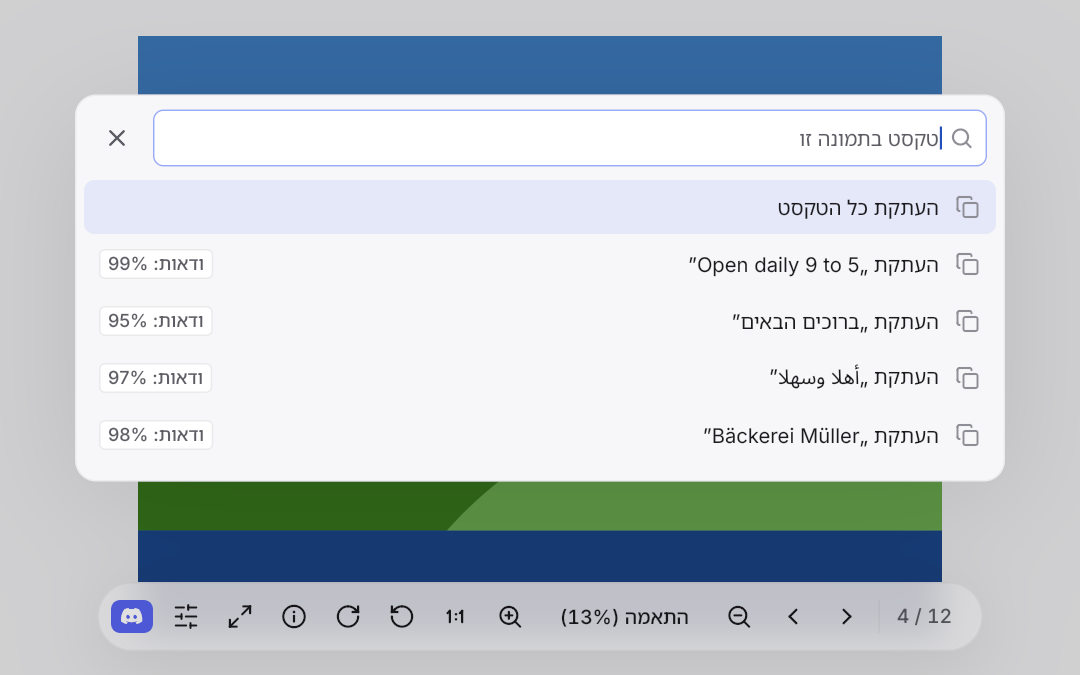 טקסט בתמונה זו
העתקת כל הטקסט
העתקת „Open daily 9 to 5” ודאות: 99%
העתקת „ברוכים הבאים” ודאות: 95%
העתקת „أهلا وسهلا” ודאות: 97%
העתקת „Bäckerei Müller” ודאות: 98%
4 / 12 התאמה (13%) 1:1